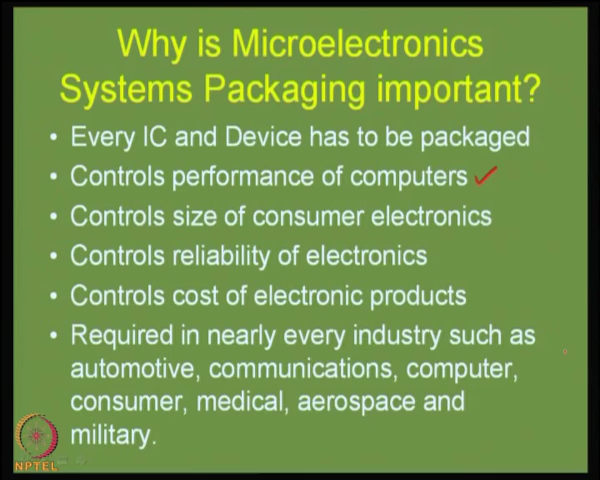 Why is Microelectronics
Systems Packaging important?
• Every IC and Device has to be packaged
• Controls performance of computers
• Controls size of consumer electronics
• Controls reliability of electronics
• Controls cost of electronic products
• Required in nearly every industry such as
automotive, communications, computer,
consumer, medical, aerospace and
military.
NPTEL